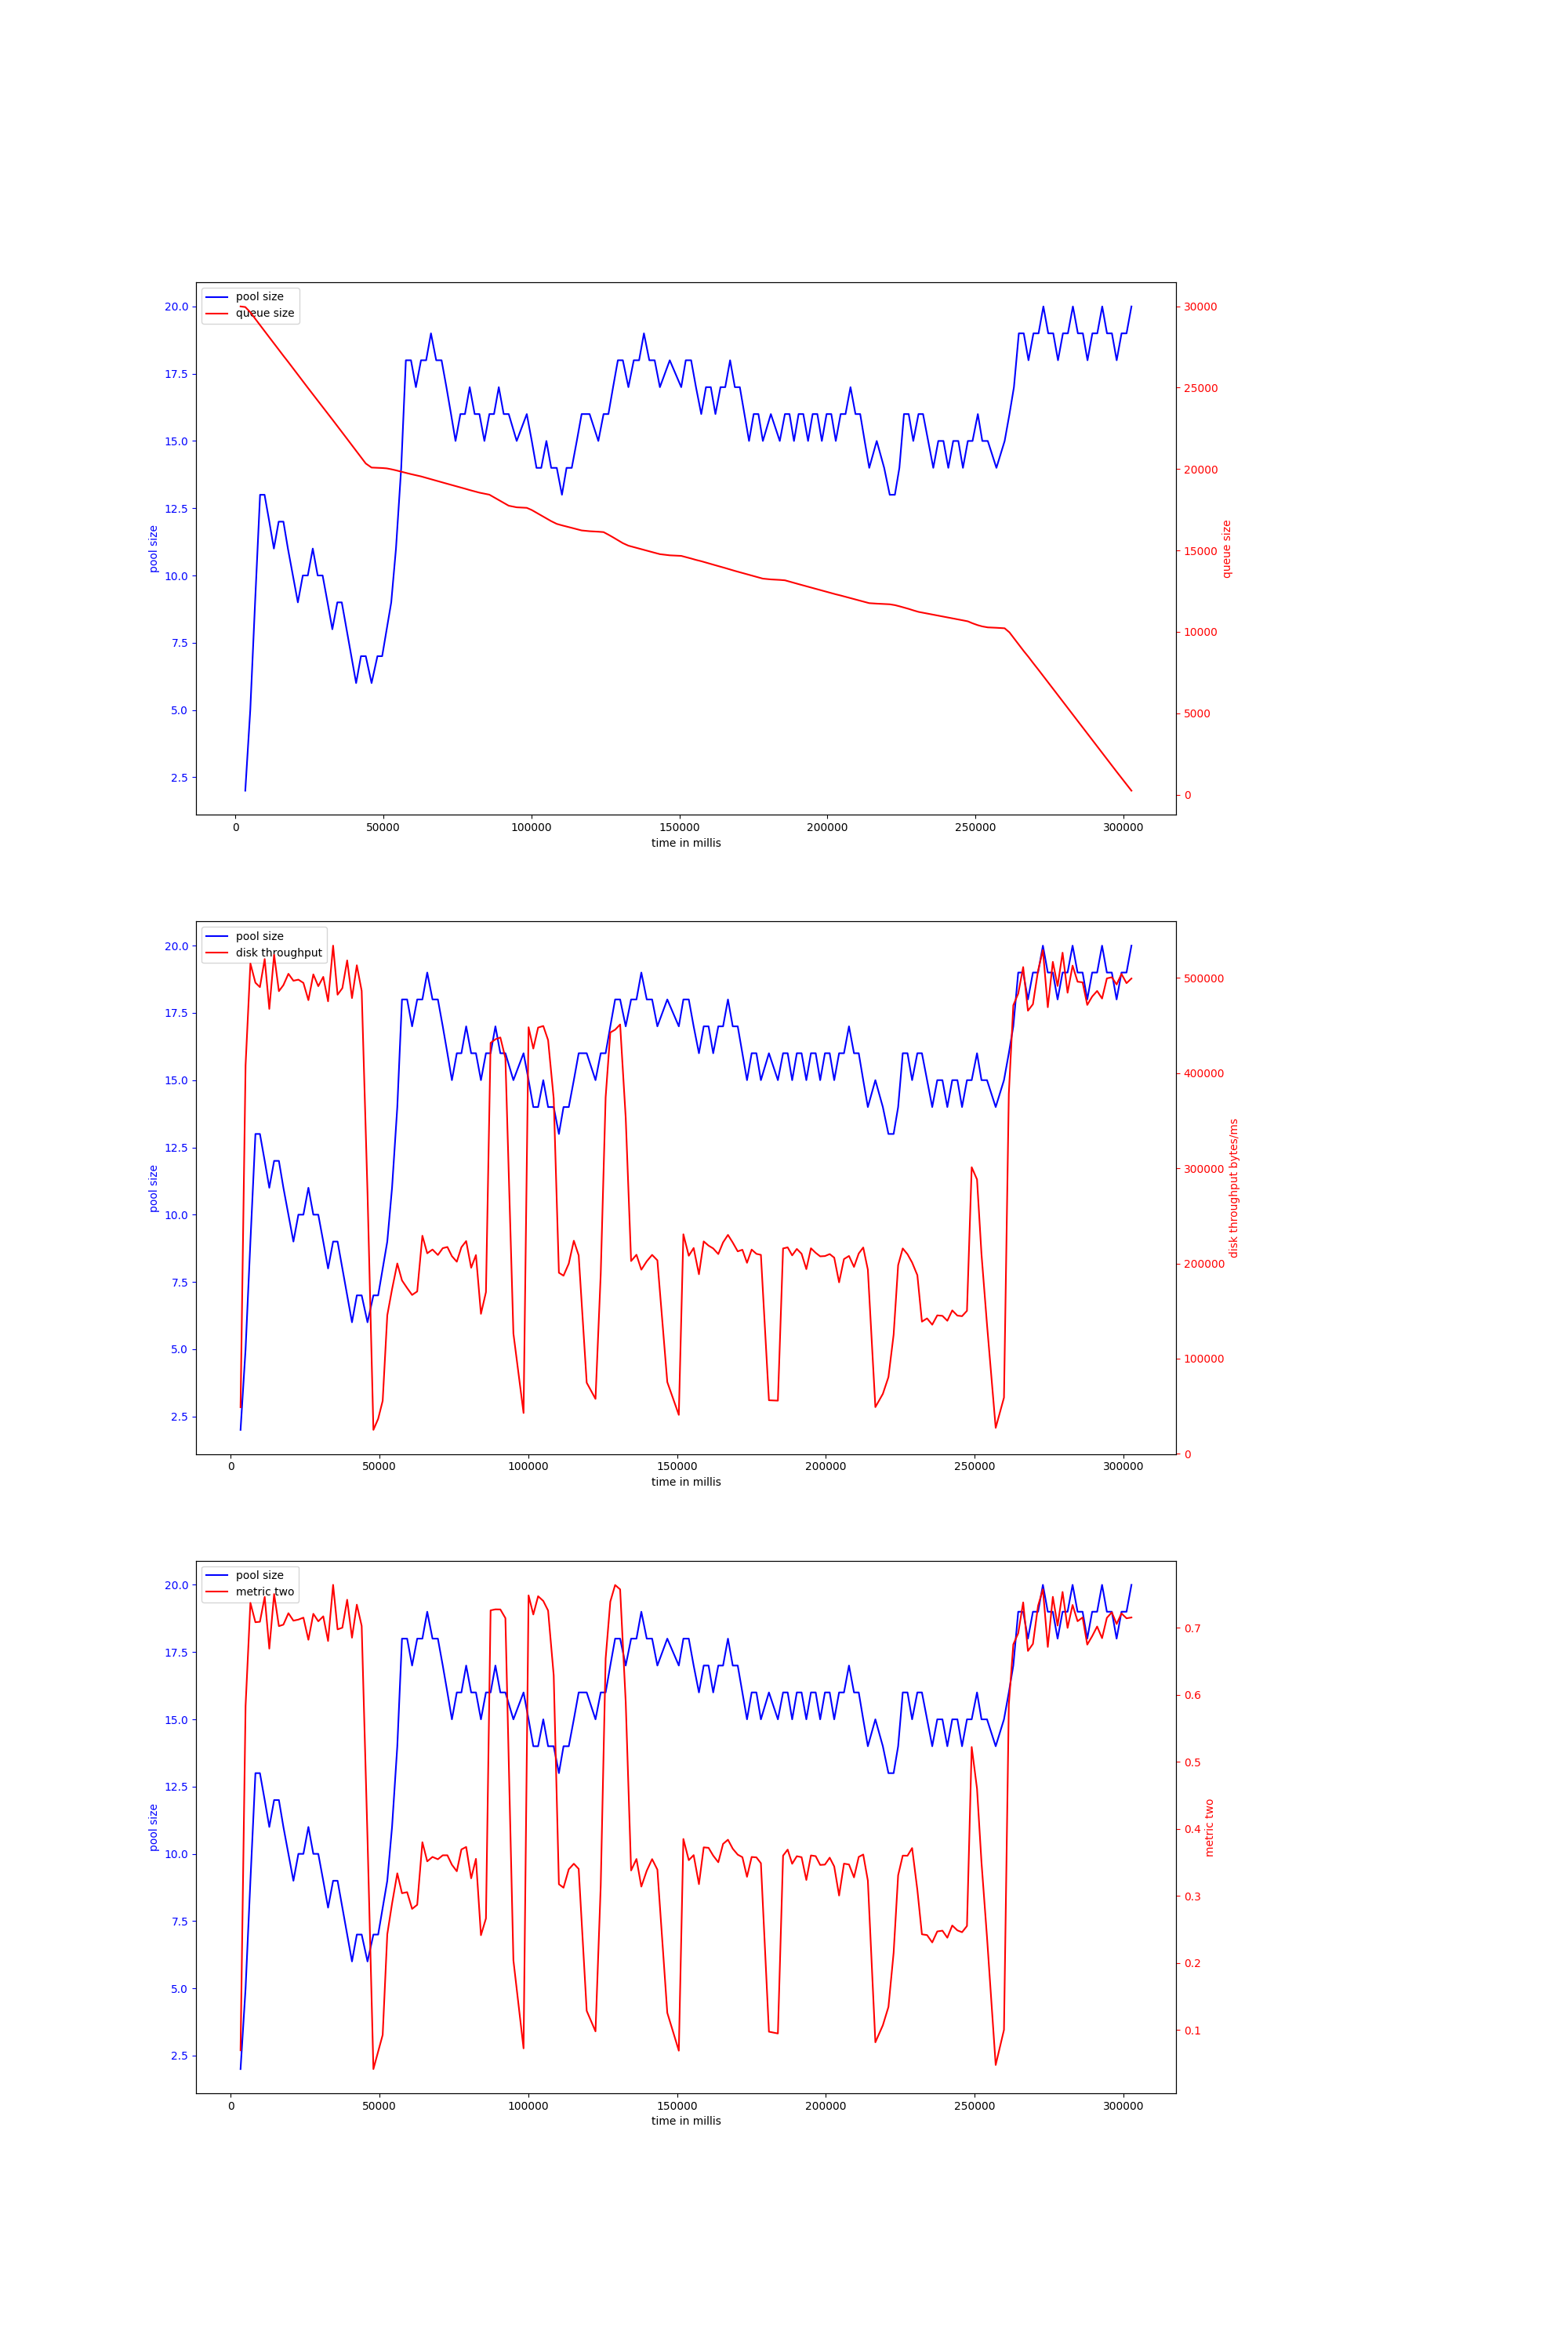 pool size
queue size
20.0
17.5
15.0
12.5
10.0
7.5
5.0
2.5
pool size
30000
25000
20000
15000
10000
5000
0
queue size
0 50000 100000 150000 200000 250000 300000
time in millis
pool size
disk throughput
20.0
17.5
15.0
12.5
10.0
7.5
5.0
2.5
pool size
500000
400000
300000
200000
100000
0
disk throughput bytes/ms
0 50000 100000 150000 200000 250000 300000
time in millis
pool size
metric two
20.0
17.5
15.0
12.5
10.0
7.5
5.0
2.5
pool size
0.7
0.6
0.5
0.4
0.3
0.2
0.1
metric two
0 50000 100000 150000 200000 250000 300000
time in millis